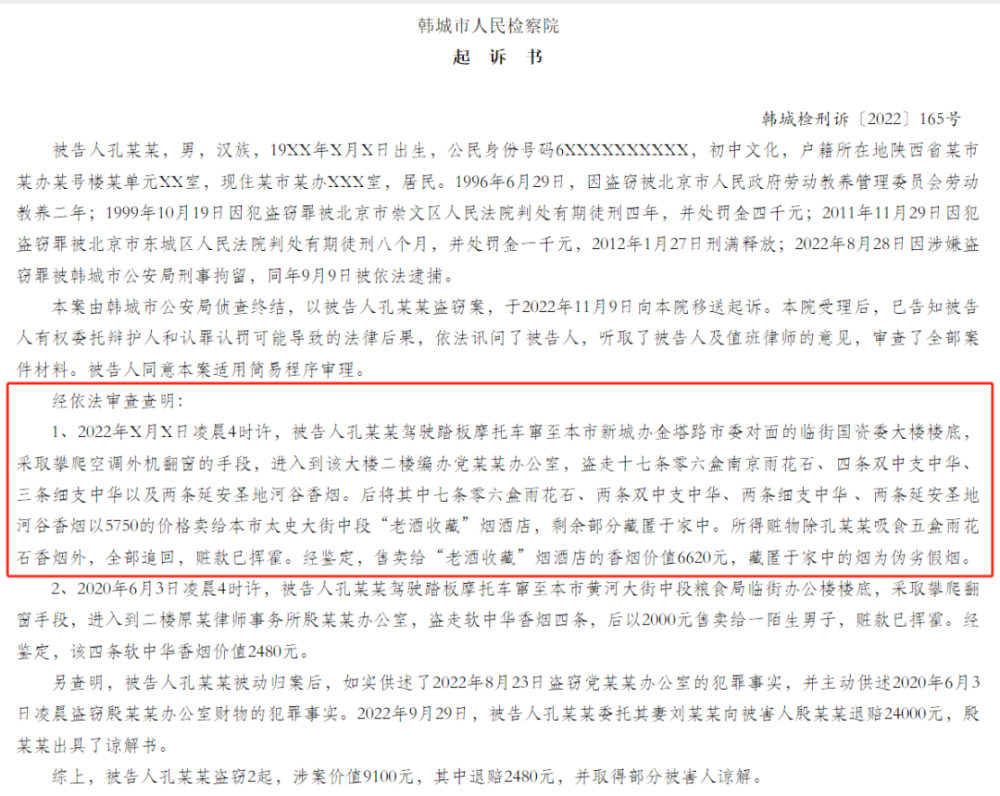 韩城市人民检察院
起 诉 书
韩城检刑诉〔2022〕165号
被告人孔某某，男，汉族，19XX年X月X日出生，公民身份号码6XXXXXXXXXX，初中文化，户籍所在地陕西省某市
某办某号楼某单元XX室，现住某市某办XXX室，居民。1996年6月29日，因盗窃被北京市人民政府劳动教养管理委员会劳动
教养二年；1999年10月19日因犯盗窃罪被北京市崇文区人民法院判处有期徒刑四年，并处罚金四千元；2011年11月29日因犯
盗窃罪被北京市东城区人民法院判处有期徒刑八个月，并处罚金一千元，2012年1月27日刑满释放；2022年8月28日因涉嫌盗
窃罪被韩城市公安局刑事拘留，同年9月9日被依法逮捕。
本案由韩城市公安局侦查终结，以被告人孔某某盗窃案，于2022年11月9日向本院移送起诉。本院受理后，已告知被告
人有权委托辩护人和认罪认罚可能导致的法律后果，依法讯问了被告人，听取了被告人及值班律师的意见，审查了全部案
件材料。被告人同意本案适用简易程序审理。
经依法审查查明：
1、2022年X月X日凌晨4时许，被告人孔某某驾驶踏板摩托车窜至本市新城办金塔路市委对面的临街国资委大楼楼底，
采取攀爬空调外机翻窗的手段，进入到该大楼二楼编办党某某办公室，盗走十七条零六盒南京雨花石、四条双中支中华、
三条细支中华以及两条延安圣地河谷香烟。后将其中七条零六盒雨花石、两条双中支中华、两条细支中华 、两条延安圣地
河谷香烟以5750的价格卖给本市太史大街中段“老酒收藏”烟酒店，剩余部分藏匿于家中。所得赃物除孔某某吸食五盒雨花
石香烟外，全部追回，赃款已挥霍。经鉴定，售卖给“老酒收藏”烟酒店的香烟价值6620元，藏匿于家中的烟为伪劣假烟。
2、2020年6月3日凌晨4时许，被告人孔某某驾驶踏板摩托车窜至本市黄河大街中段粮食局临街办公楼楼底，采取攀爬翻
窗手段，进入到二楼原某律师事务所殷某某办公室，盗走软中华香烟四条，后以2000元售卖给一陌生男子，赃款已挥霍。经
鉴定，该四条软中华香烟价值2480元。
另查明，被告人孔某某被动归案后，如实供述了2022年8月23日盗窃党某某办公室的犯罪事实，并主动供述2020年6月3
日凌晨盗窃殷某某办公室财物的犯罪事实。2022年9月29日，被告人孔某某委托其妻刘某某向被害人殷某某退赔24000元，殷
某某出具了谅解书。
综上，被告人孔某某盗窃2起，涉案价值9100元，其中退赔2480元，并取得部分被害人谅解。